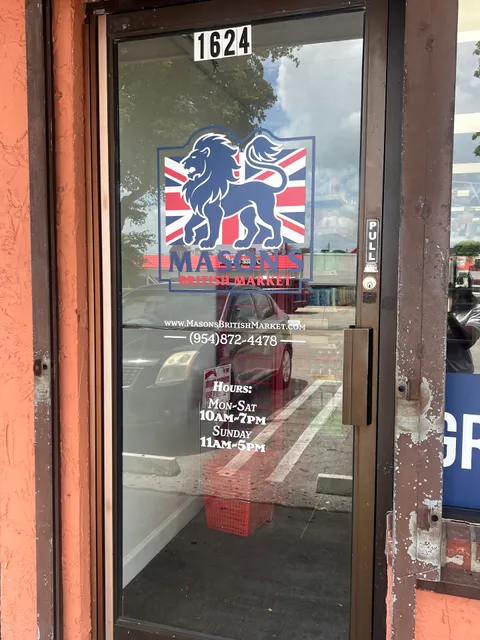 1624
MASON'S
BRITISH MARKET
PULL
WWW.MASONSBRITISHMARKET.COM
(954)872-4478
HOURS:
MON-SAT
10AM-7PM
SUNDAY
11AM-5PM
GR